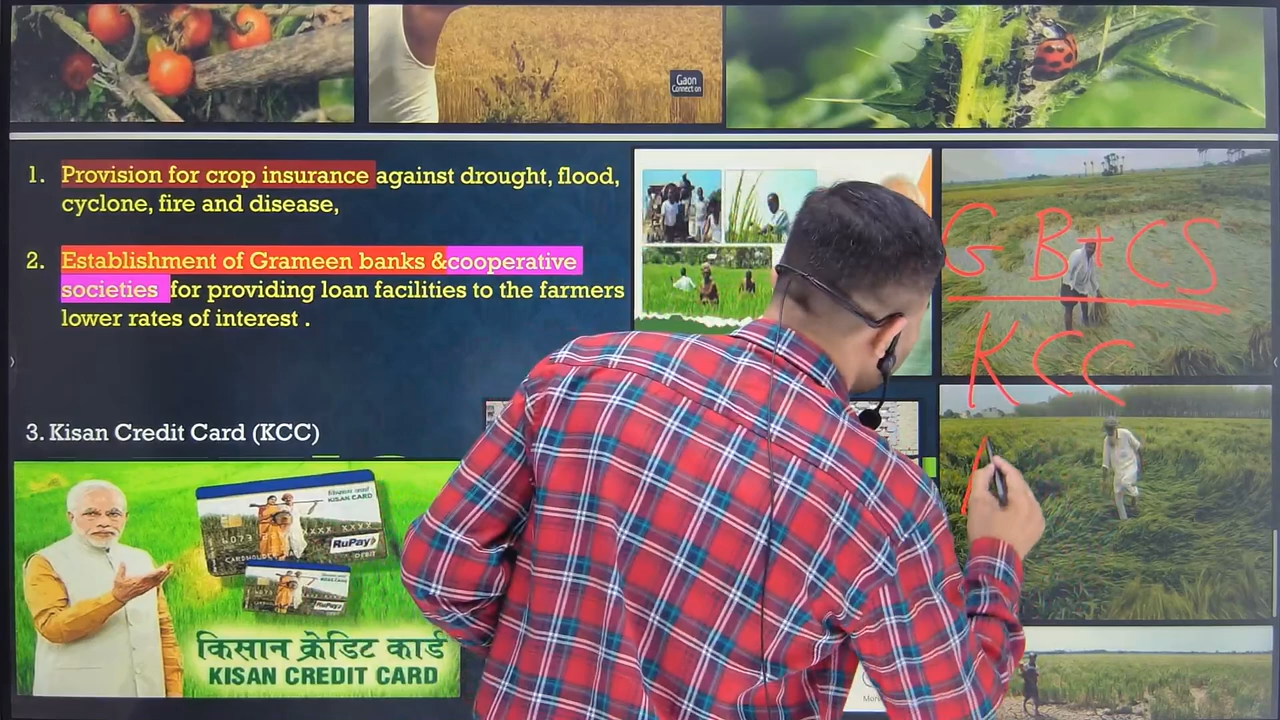 Gaon
Connection
1. Provision for crop insurance against drought, flood,
cyclone, fire and disease,
2. Establishment of Grameen banks &cooperative
societies for providing loan facilities to the farmers
lower rates of interest .
G B + CS
KCC
3. Kisan Credit Card (KCC)
KISAN CARD
RuPay
DEBIT
किसान क्रेडिट कार्ड
KISAN CREDIT CARD